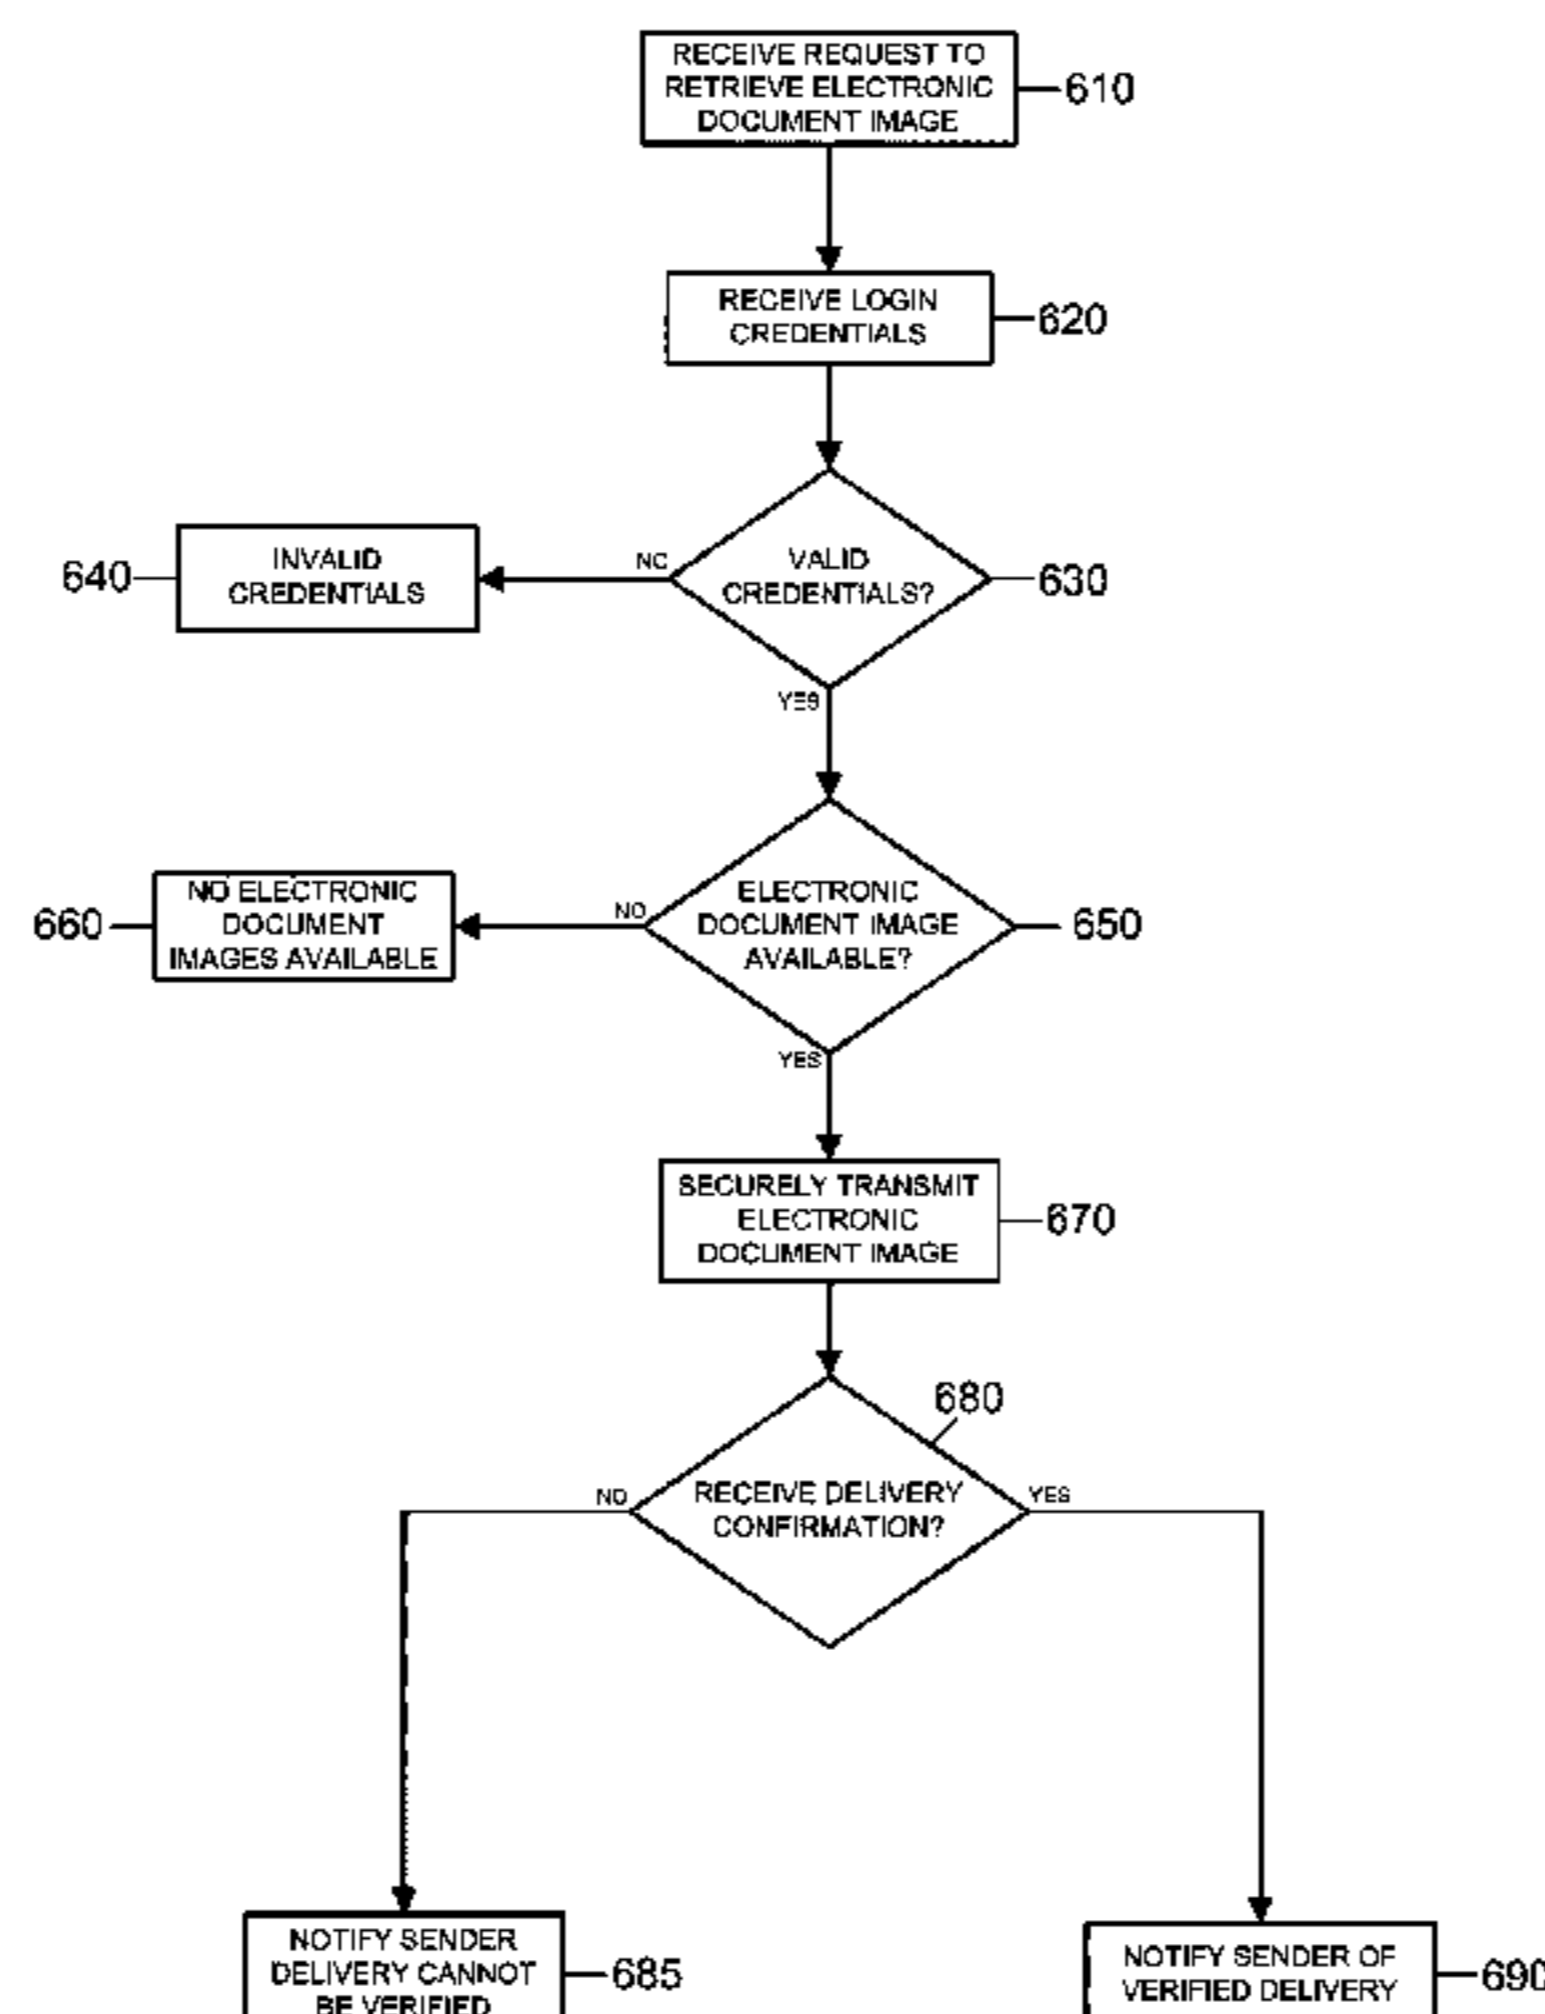 RECEIVE REQUEST TO
RETRIEVE ELECTRONIC
DOCUMENT IMAGE
610
RECEIVE LOGIN
CREDENTIALS
620
INVALID
CREDENTIALS
640
NO
VALID
CREDENTIALS?
630
YES
NO ELECTRONIC
DOCUMENT
IMAGES AVAILABLE
660
NO
ELECTRONIC
DOCUMENT IMAGE
AVAILABLE?
650
YES
SECURELY TRANSMIT
ELECTRONIC
DOCUMENT IMAGE
670
680
NO
RECEIVE DELIVERY
CONFIRMATION?
YES
NOTIFY SENDER
DELIVERY CANNOT
BE VERIFIED
685
NOTIFY SENDER OF
VERIFIED DELIVERY
690